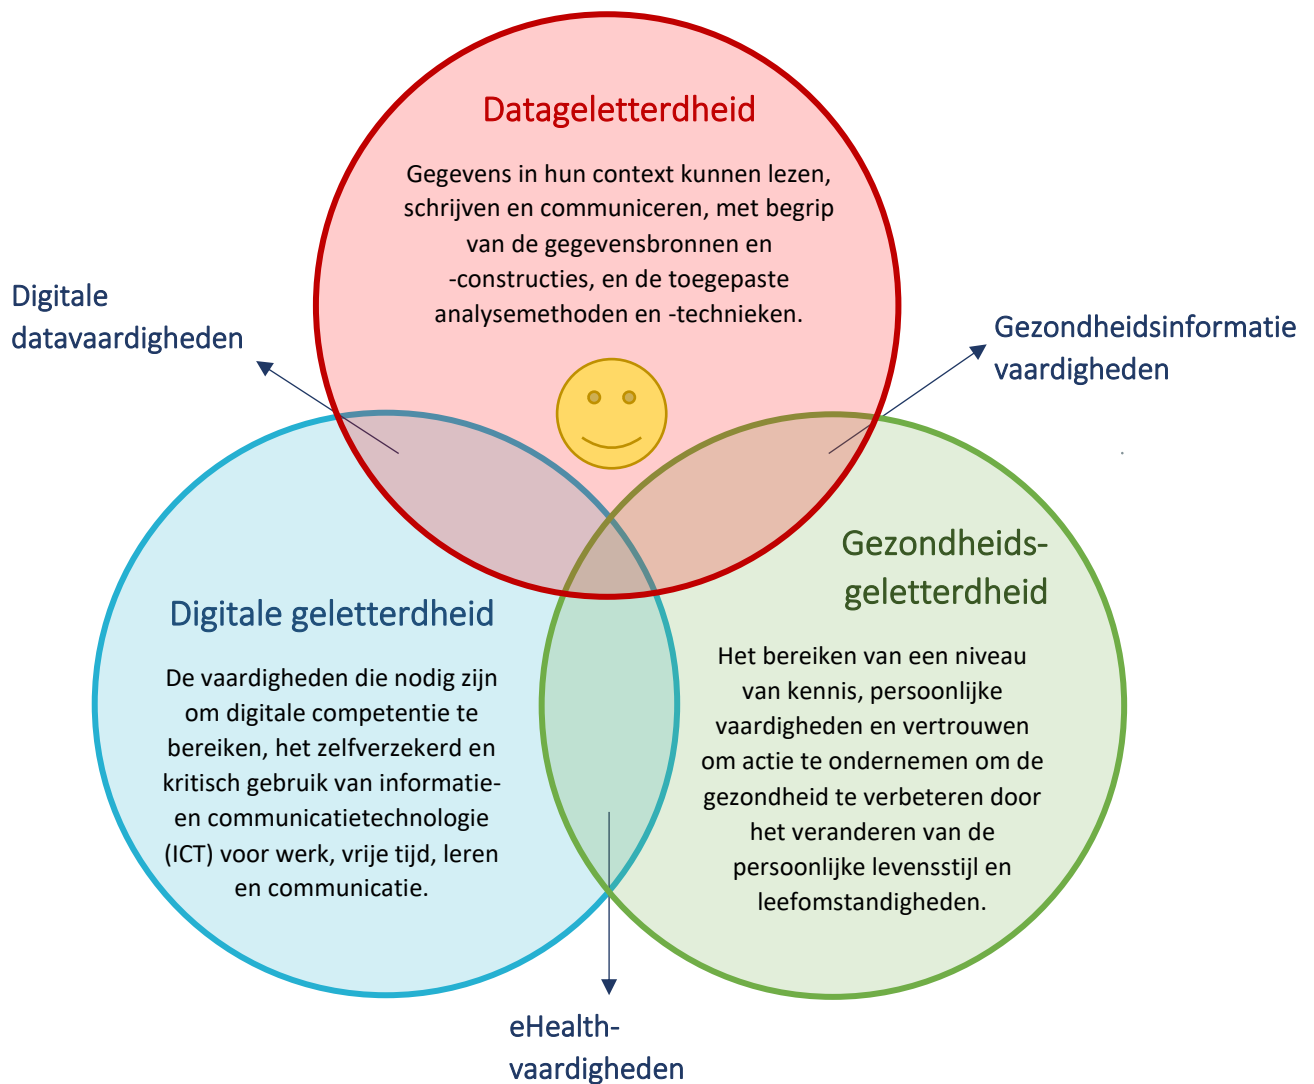 Datageletterdheid
Gegevens in hun context kunnen lezen,
schrijven en communiceren, met begrip
van de gegevensbronnen en
-constructies, en de toegepaste
analysemethoden en -technieken.
Digitale
datavaardigheden
Gezondheidsinformatie
vaardigheden
Digitale geletterdheid
De vaardigheden die nodig zijn
om digitale competentie te
bereiken, het zelfverzekerd en
kritisch gebruik van informatie-
en communicatietechnologie
(ICT) voor werk, vrije tijd, leren
en communicatie.
Gezondheids-
geletterdheid
Het bereiken van een niveau
van kennis, persoonlijke
vaardigheden en vertrouwen
om actie te ondernemen om de
gezondheid te verbeteren door
het veranderen van de
persoonlijke levensstijl en
leefomstandigheden.
eHealth-
vaardigheden